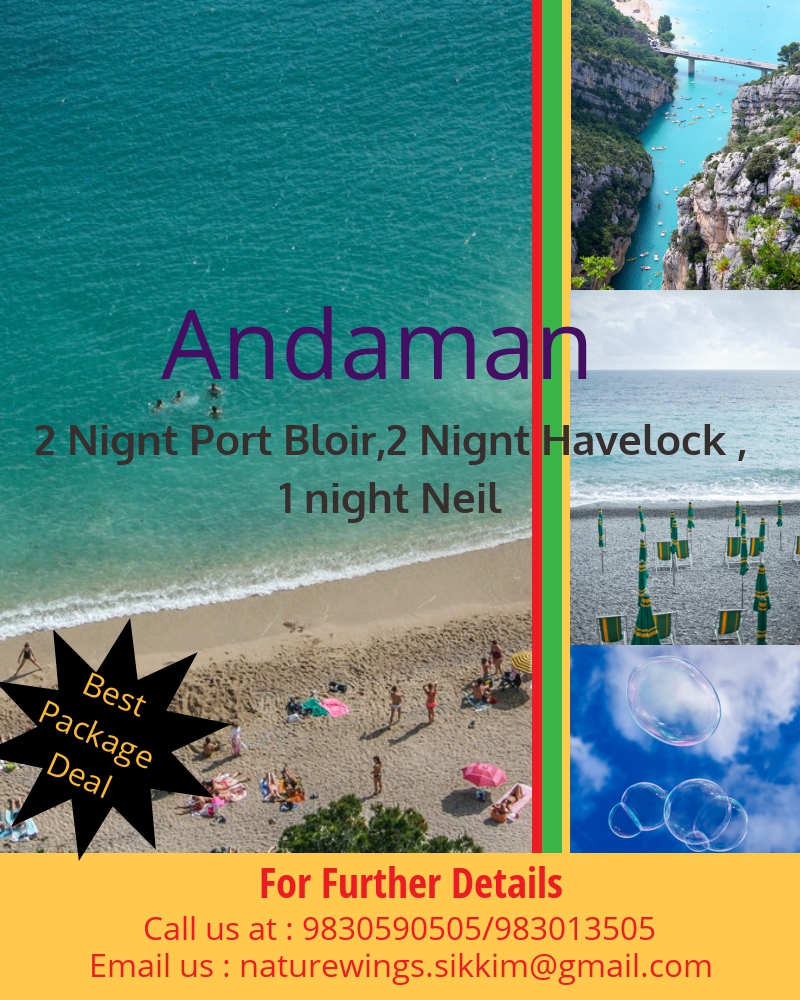 Andaman
2 Nignt Port Bloir,2 Nignt Havelock ,
1 night Neil
Best
Package
Deal
For Further Details
Call us at : 9830590505/983013505
Email us : naturewings.sikkim@gmail.com